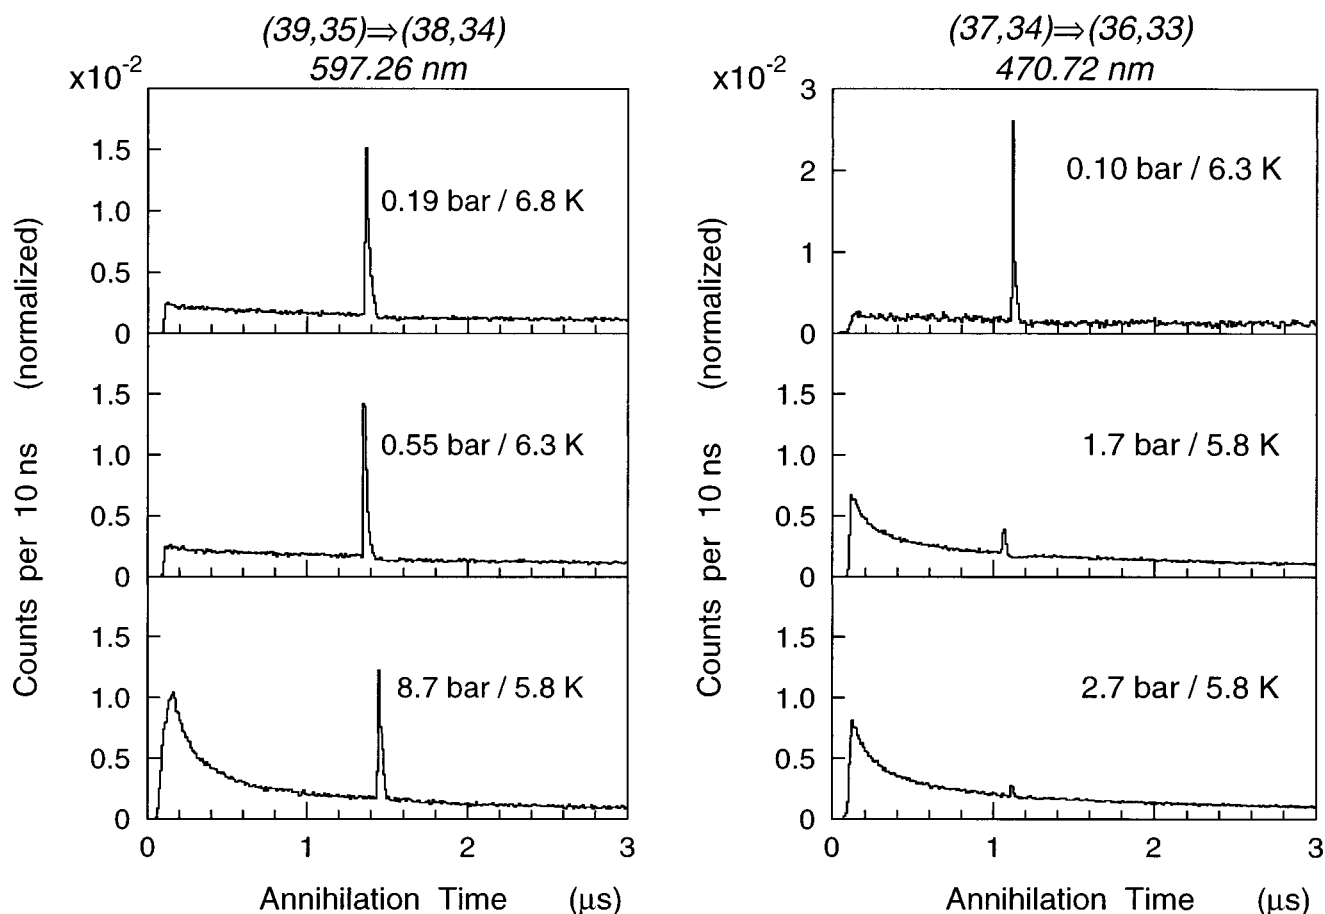 (39,35)⇒(38,34)
597.26 nm
x10-2
1.5
1.0
0.5
0
0.19 bar / 6.8 K
1.5
1.0
0.5
0
0.55 bar / 6.3 K
1.5
1.0
0.5
0
8.7 bar / 5.8 K
0 1 2 3
Annihilation Time (μs)
Counts per 10 ns (normalized)
(37,34)⇒(36,33)
470.72 nm
x10-2
3
2
1
0
0.10 bar / 6.3 K
1.5
1.0
0.5
0
1.7 bar / 5.8 K
1.5
1.0
0.5
0
2.7 bar / 5.8 K
0 1 2 3
Annihilation Time (μs)
Counts per 10 ns (normalized)